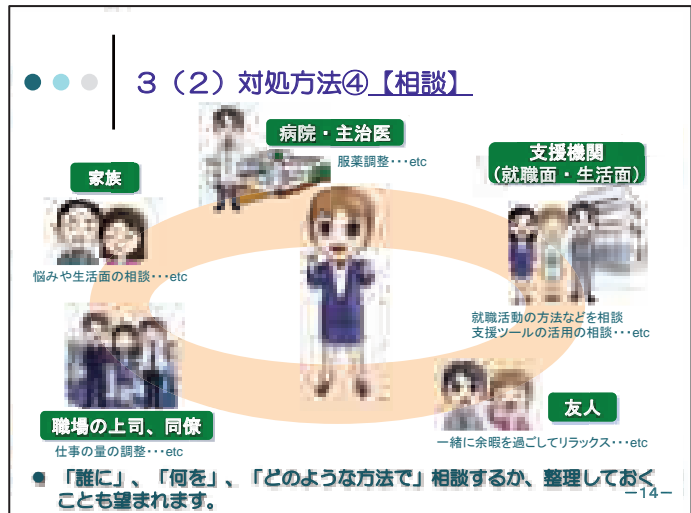 ３（２）対処方法④【相談】
病院・主治医
服薬調整･･･etc
支援機関
（就職面・生活面）
家族
悩みや生活面の相談･･･etc
就職活動の方法などを相談
支援ツールの活用の相談･･･etc
職場の上司、同僚
仕事の量の調整･･･etc
友人
一緒に余暇を過ごしてリラックス･･･etc
● 「誰に」、「何を」、「どのような方法で」相談するか、整理しておく
ことも望まれます。
－14－